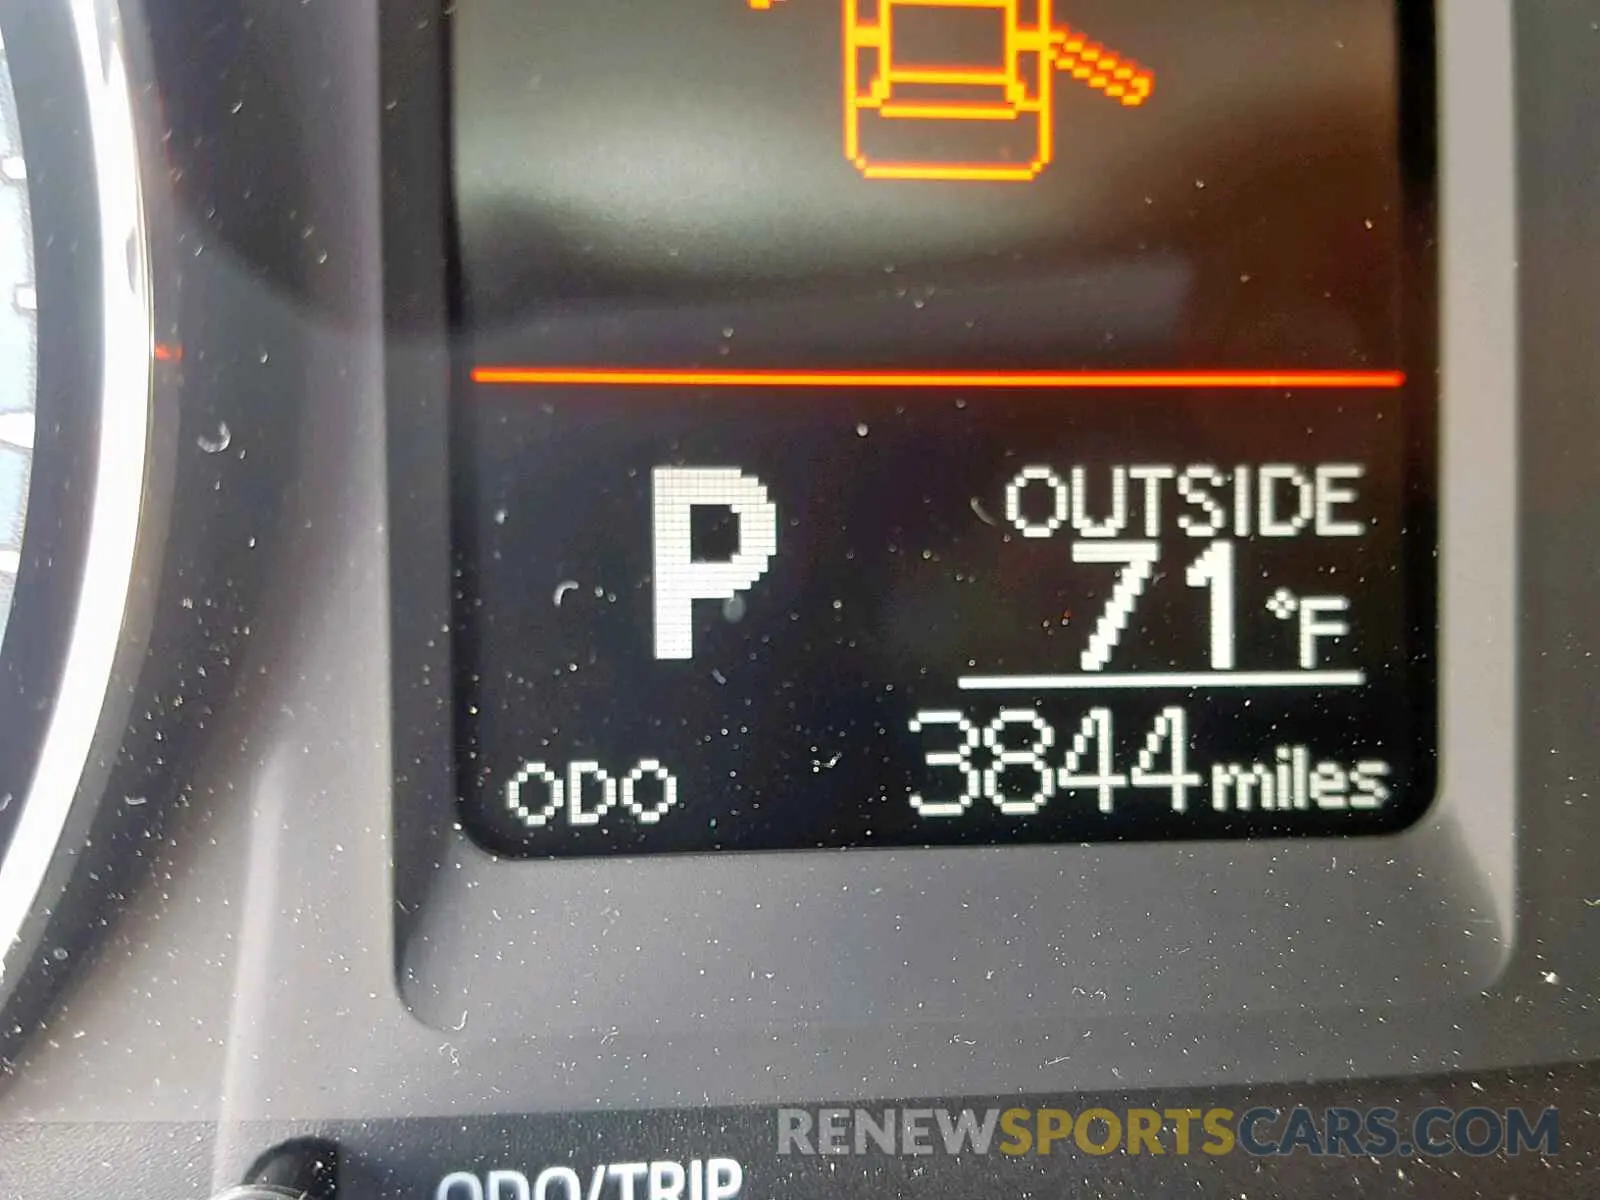 P
OUTSIDE
71°F
ODO 3844 miles
RENEWSPORTSCARS.COM
ODO/TRIP